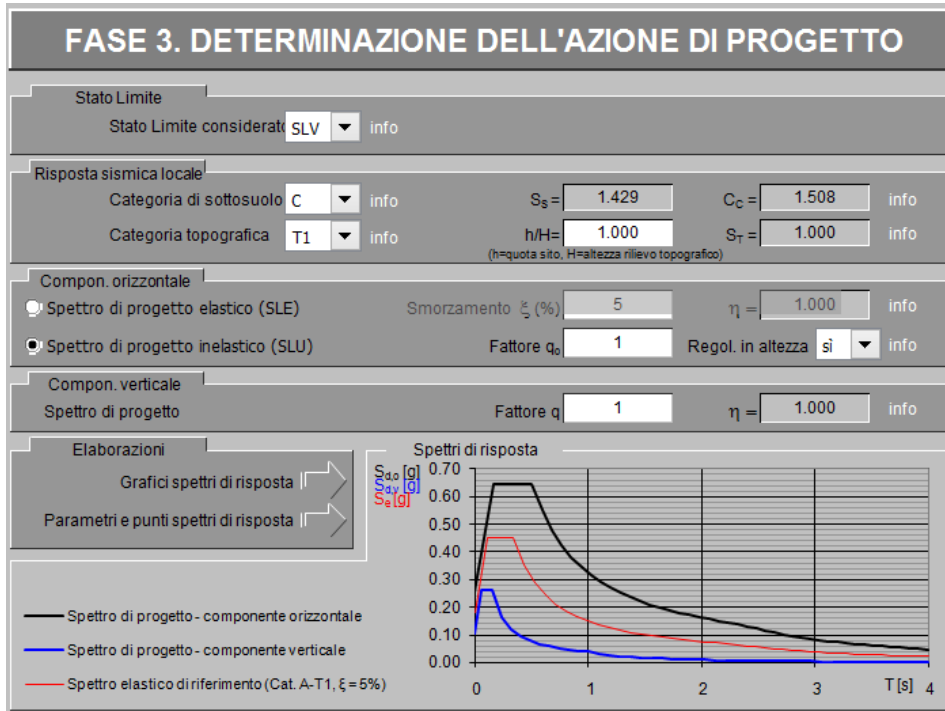 FASE 3. DETERMINAZIONE DELL'AZIONE DI PROGETTO
Stato Limite
Stato Limite considerato SLV info
Risposta sismica locale
Categoria di sottosuolo C info S_S = 1.429 C_C = 1.508 info
Categoria topografica T1 info h/H= 1.000 S_T = 1.000 info
(h=quota sito, H=altezza rilievo topografico)
Compon. orizzontale
Spettro di progetto elastico (SLE) Smorzamento ξ (%) 5 η = 1.000 info
Spettro di progetto inelastico (SLU) Fattore q_o 1 Regol. in altezza sì info
Compon. verticale
Spettro di progetto Fattore q 1 η = 1.000 info
Elaborazioni
Grafici spettri di risposta
Parametri e punti spettri di risposta
Spettri di risposta
S_d,o [g]
S_d,v [g]
S_e [g]
0.70
0.60
0.50
0.40
0.30
0.20
0.10
0.00
0 1 2 3 T [s] 4
Spettro di progetto - componente orizzontale
Spettro di progetto - componente verticale
Spettro elastico di riferimento (Cat. A-T1, ξ = 5%)